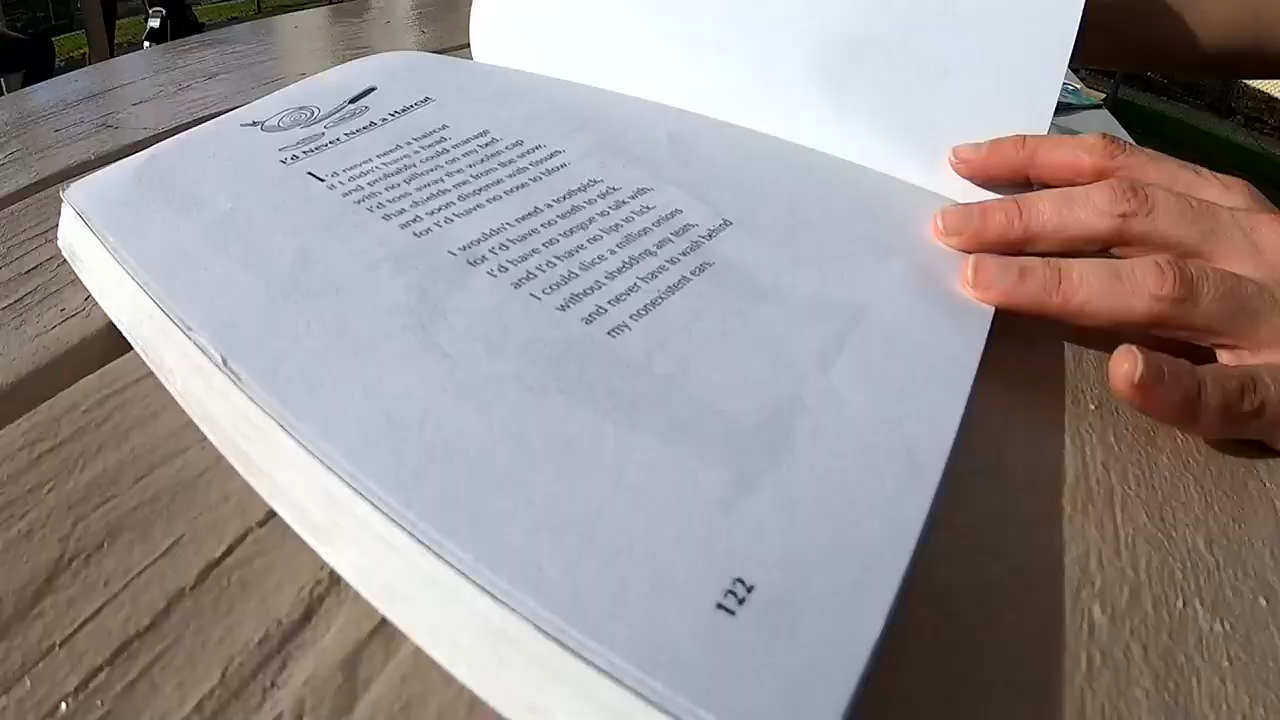 I'd Never Need a Haircut
I'd never need a haircut
if I didn't have a head,
and probably could manage
with no pillows on my bed.
I'd toss away the woolen cap
that shields me from the snow,
and soon dispense with tissues,
for I'd have no nose to blow.
I wouldn't need a toothpick,
for I'd have no teeth to pick.
I'd have no tongue to talk with,
and I'd have no lips to lick.
I could slice a million onions
without shedding any tears,
and never have to wash behind
my nonexistent ears.
122